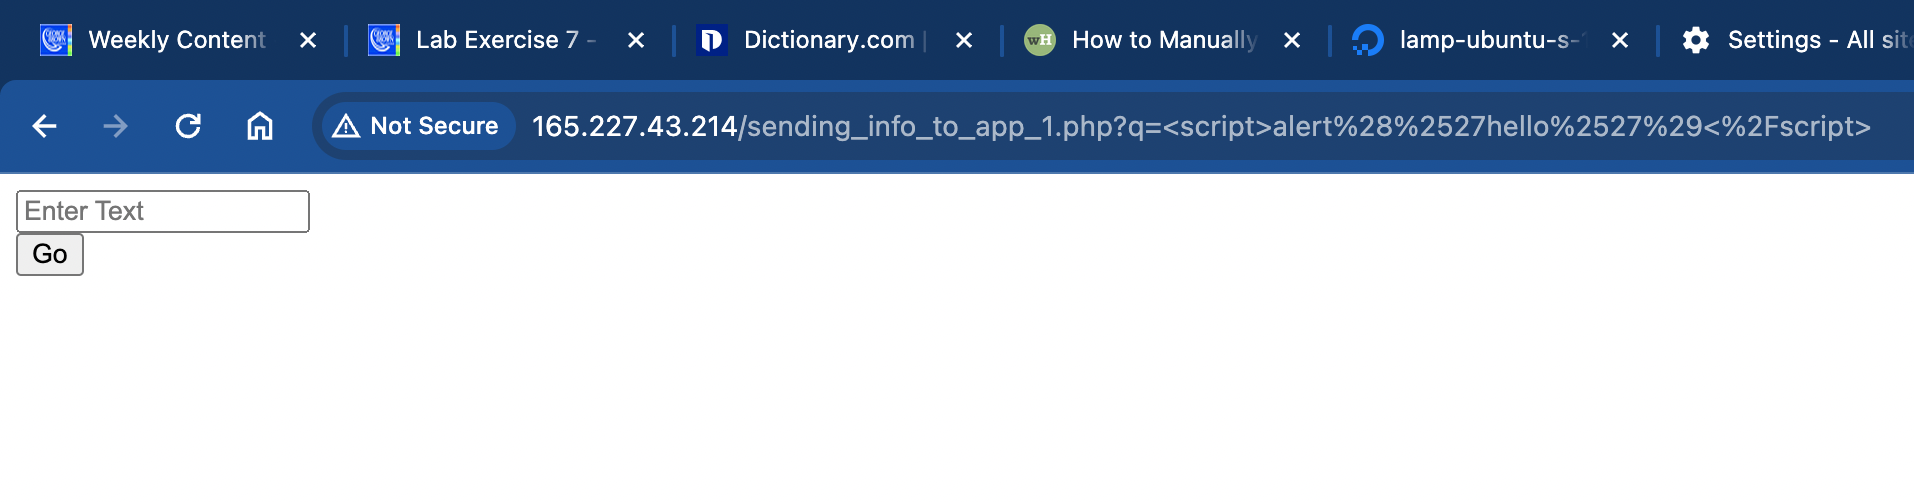 Weekly Content Lab Exercise 7 - Dictionary.com | How to Manually lamp-ubuntu-s- Settings - All site
Not Secure 165.227.43.214/sending_info_to_app_1.php?q=<script>alert%28%2527hello%2527%29<%2Fscript>
Enter Text
Go